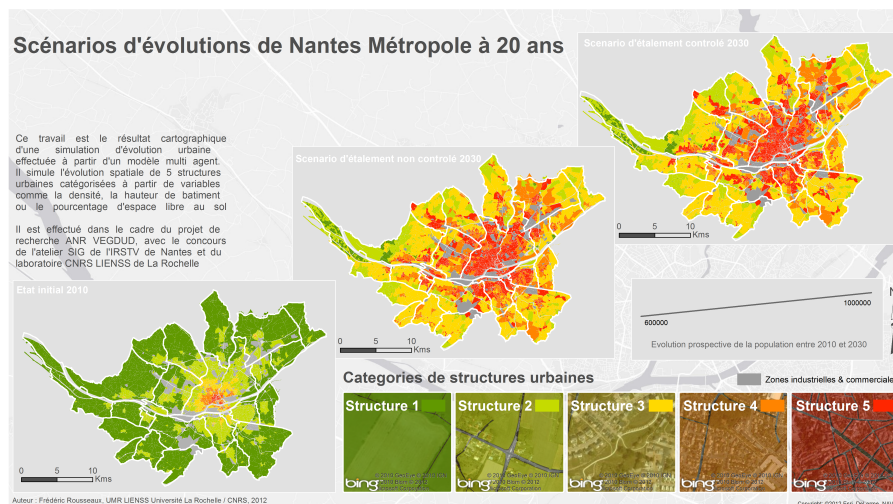 Scénarios d'évolutions de Nantes Métropole à 20 ans
Scenario d'étalement controlé 2030
Ce travail est le résultat cartographique
d'une simulation d'évolution urbaine
effectuée à partir d'un modèle multi agent.
Il simule l'évolution spatiale de 5 structures
urbaines catégorisées à partir de variables
comme la densité, la hauteur de batiment
ou le pourcentage d'espace libre au sol
Il est effectué dans le cadre du projet de
recherche ANR VEGDUD, avec le concours
de l'atelier SIG de l'IRSTV de Nantes et du
laboratoire CNRS LIENSS de La Rochelle
Scenario d'étalement non controlé 2030
0 5 10
Kms
0 5 10
Kms
Etat initial 2010
0 5 10
Kms
600000
1000000
Evolution prospective de la population entre 2010 et 2030
N
Categories de structures urbaines
Zones industrielles & commerciale
Structure 1
Structure 2
Structure 3
Structure 4
Structure 5
bing
bing
bing
bing
bing
Auteur : Frédéric Rousseaux, UMR LIENSS Université La Rochelle / CNRS, 2012